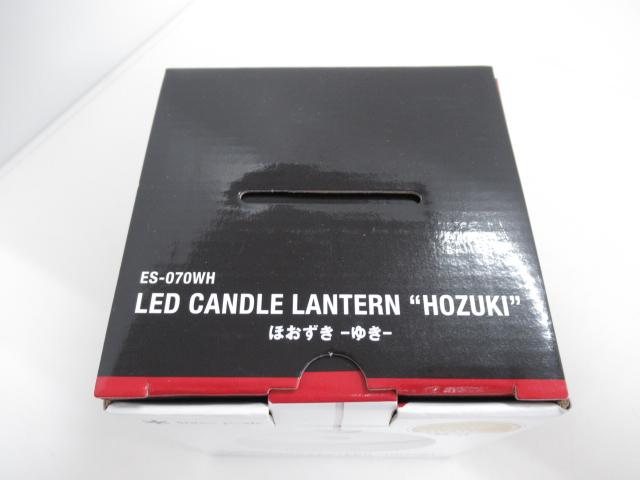 ES-070WH
LED CANDLE LANTERN “HOZUKI”
ほおずき -ゆき-